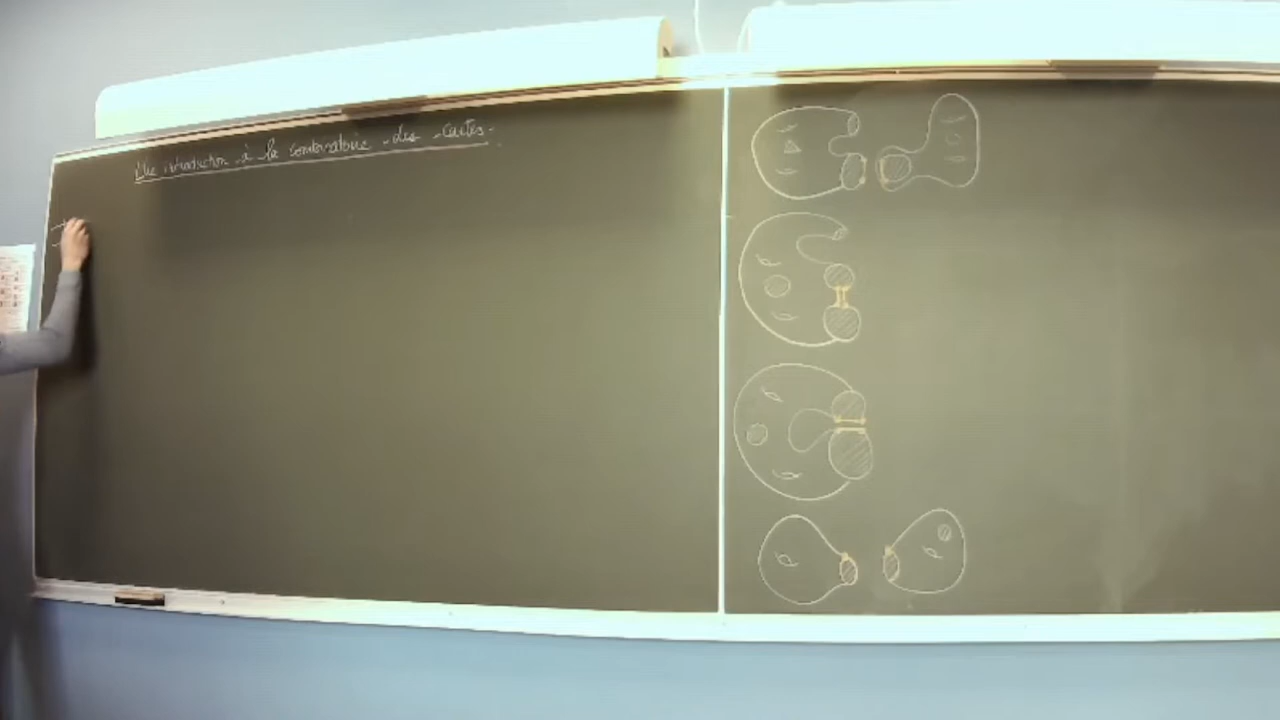 Une introduction à la combinatoire des cartes.